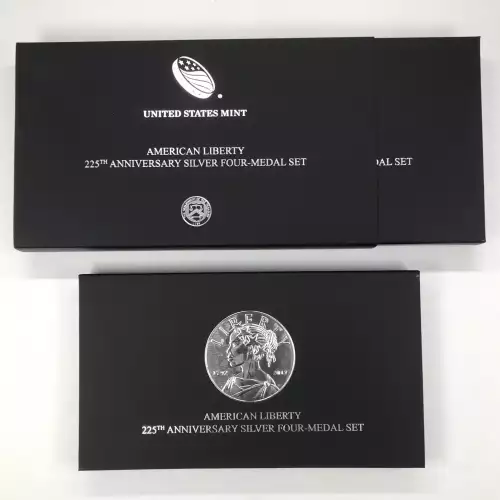 UNITED STATES MINT
AMERICAN LIBERTY
225TH ANNIVERSARY SILVER FOUR-MEDAL SET
DAL SET
LIBERTY
1792 2017
AMERICAN LIBERTY
225TH ANNIVERSARY SILVER FOUR-MEDAL SET